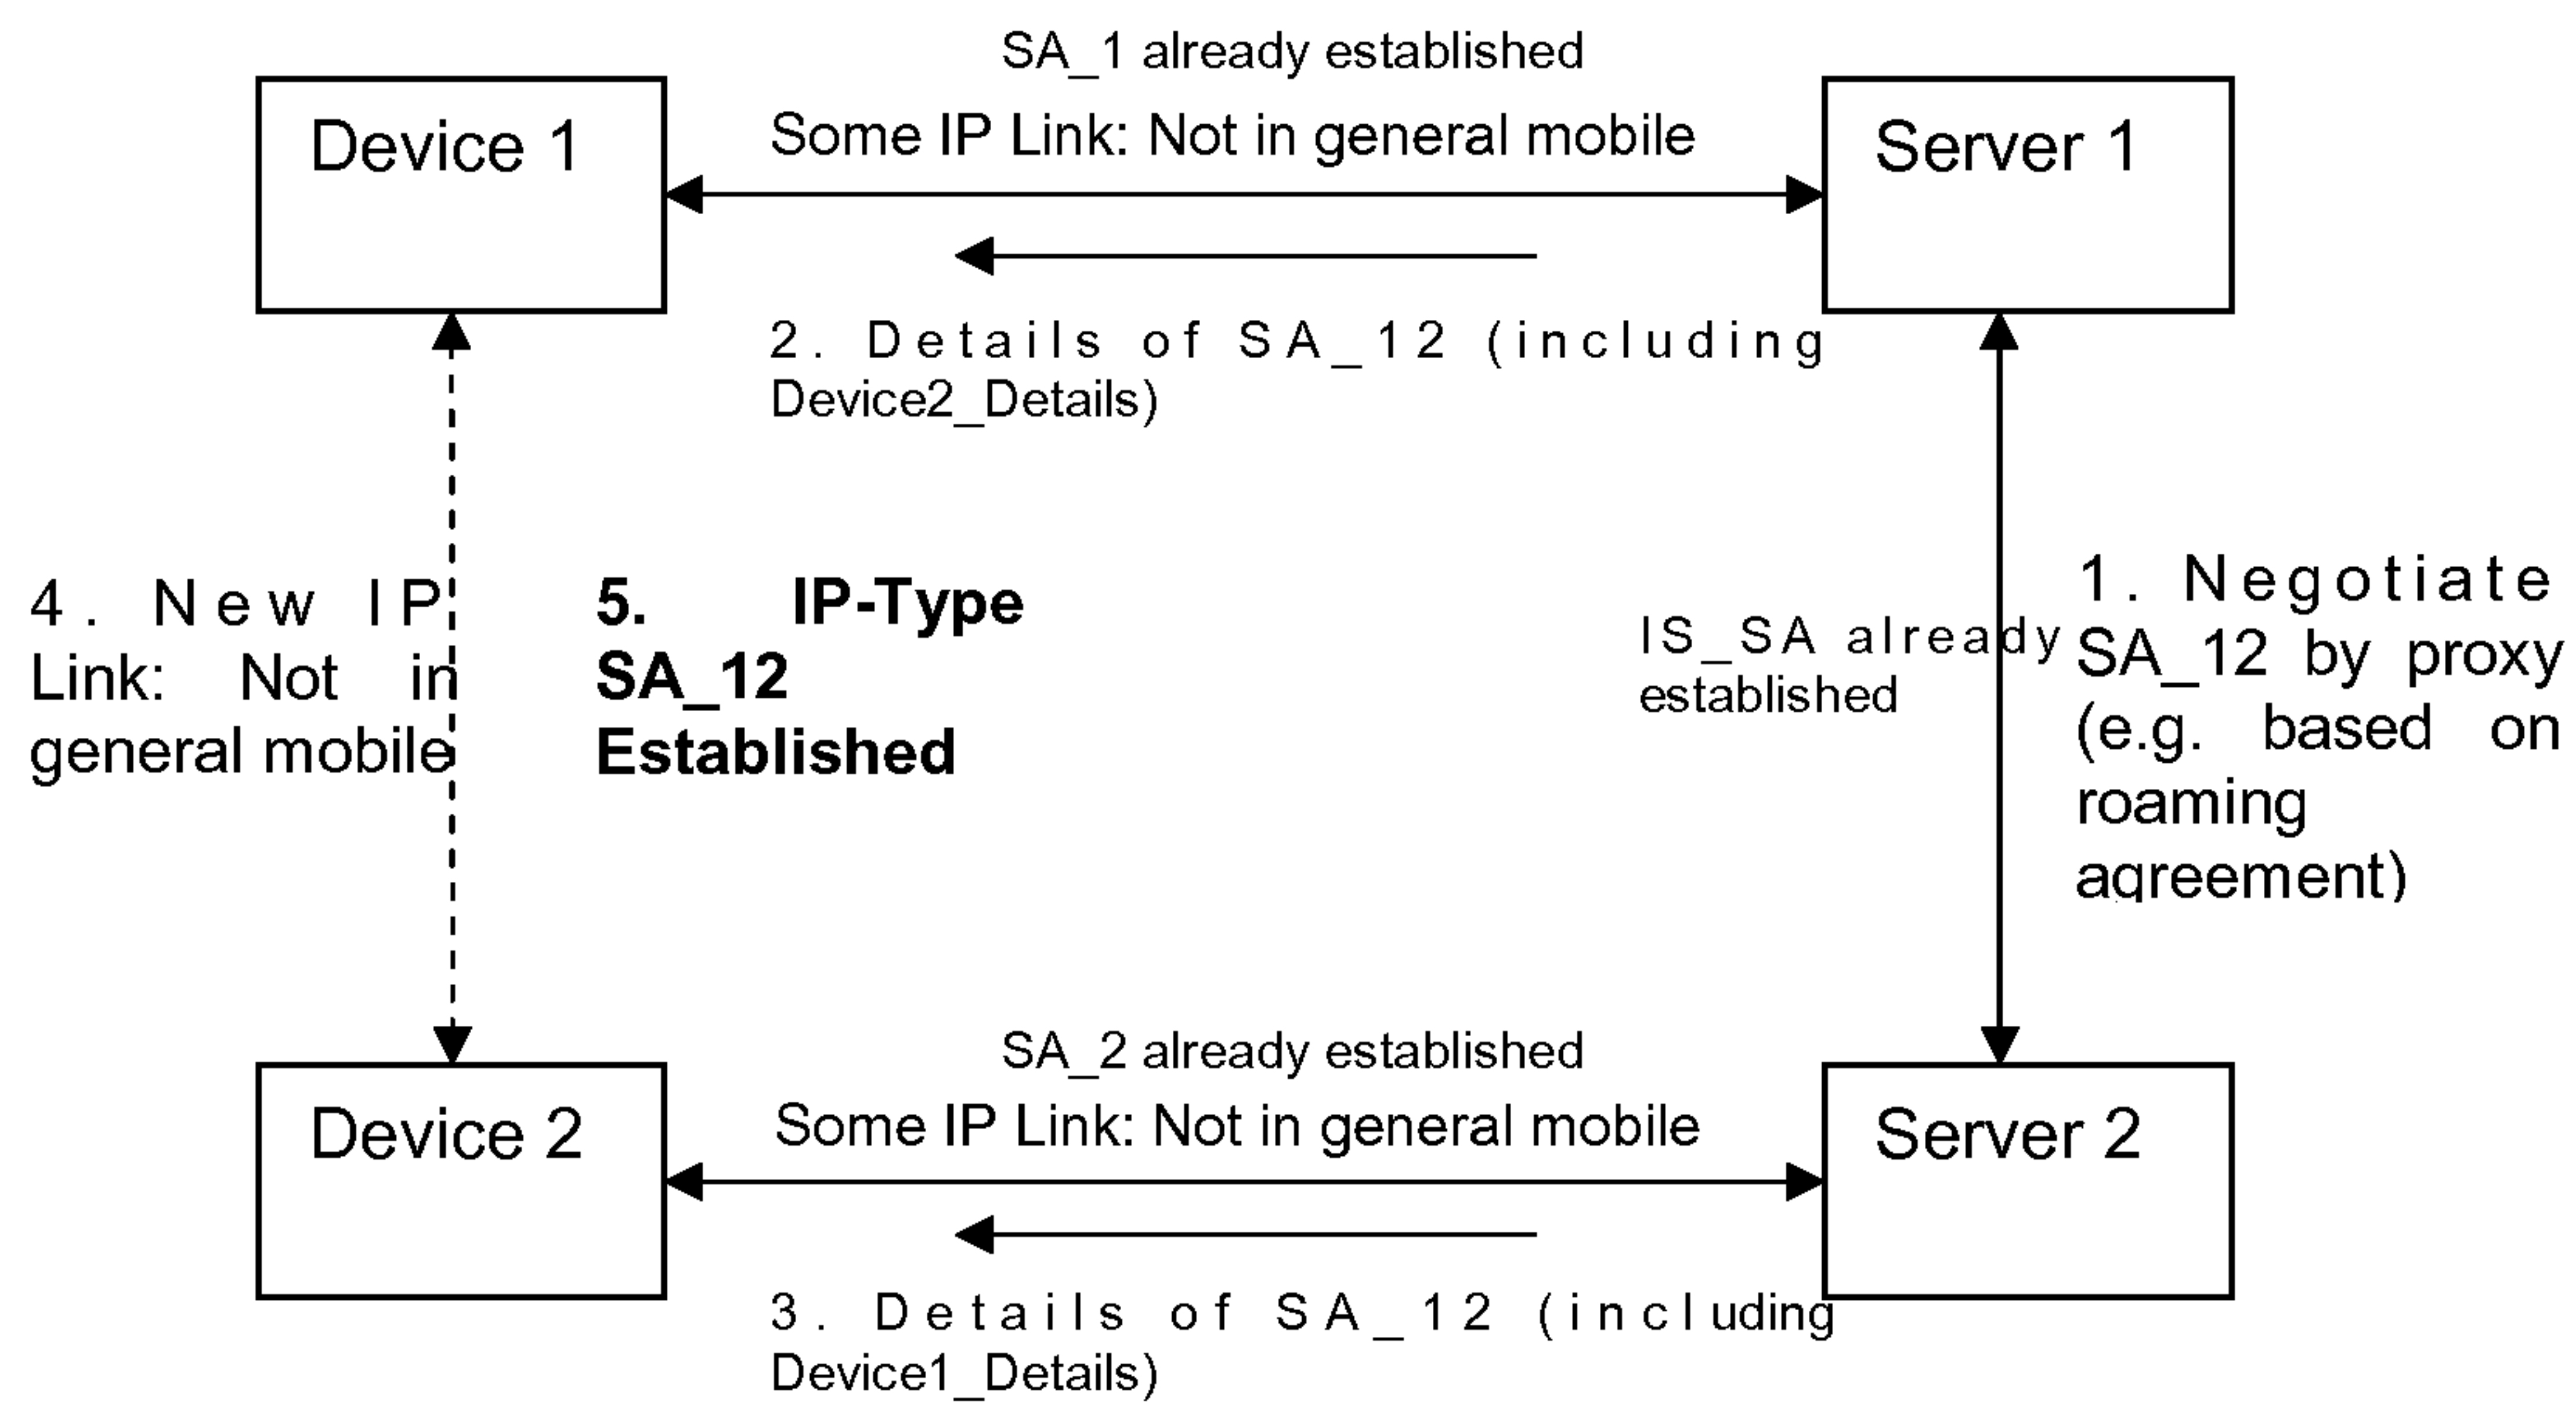 SA_1 already established
Device 1
Some IP Link: Not in general mobile
Server 1
2. Details of SA_12 (including
Device2_Details)
4. New IP
Link: Not in
general mobile
5. IP-Type
SA_12
Established
IS_SA already
established
1. Negotiate
SA_12 by proxy
(e.g. based on
roaming
agreement)
SA_2 already established
Device 2
Some IP Link: Not in general mobile
Server 2
3. Details of SA_12 (including
Device1_Details)